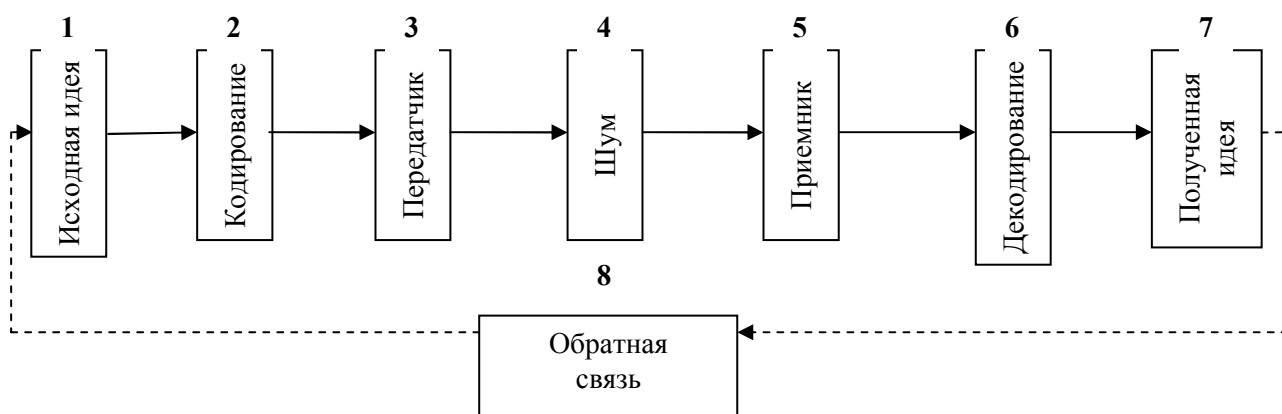 1 2 3 4 5 6 7
Исходная идея
Кодирование
Передатчик
Шум
Приемник
Декодирование
Полученная
идея
8
Обратная
связь